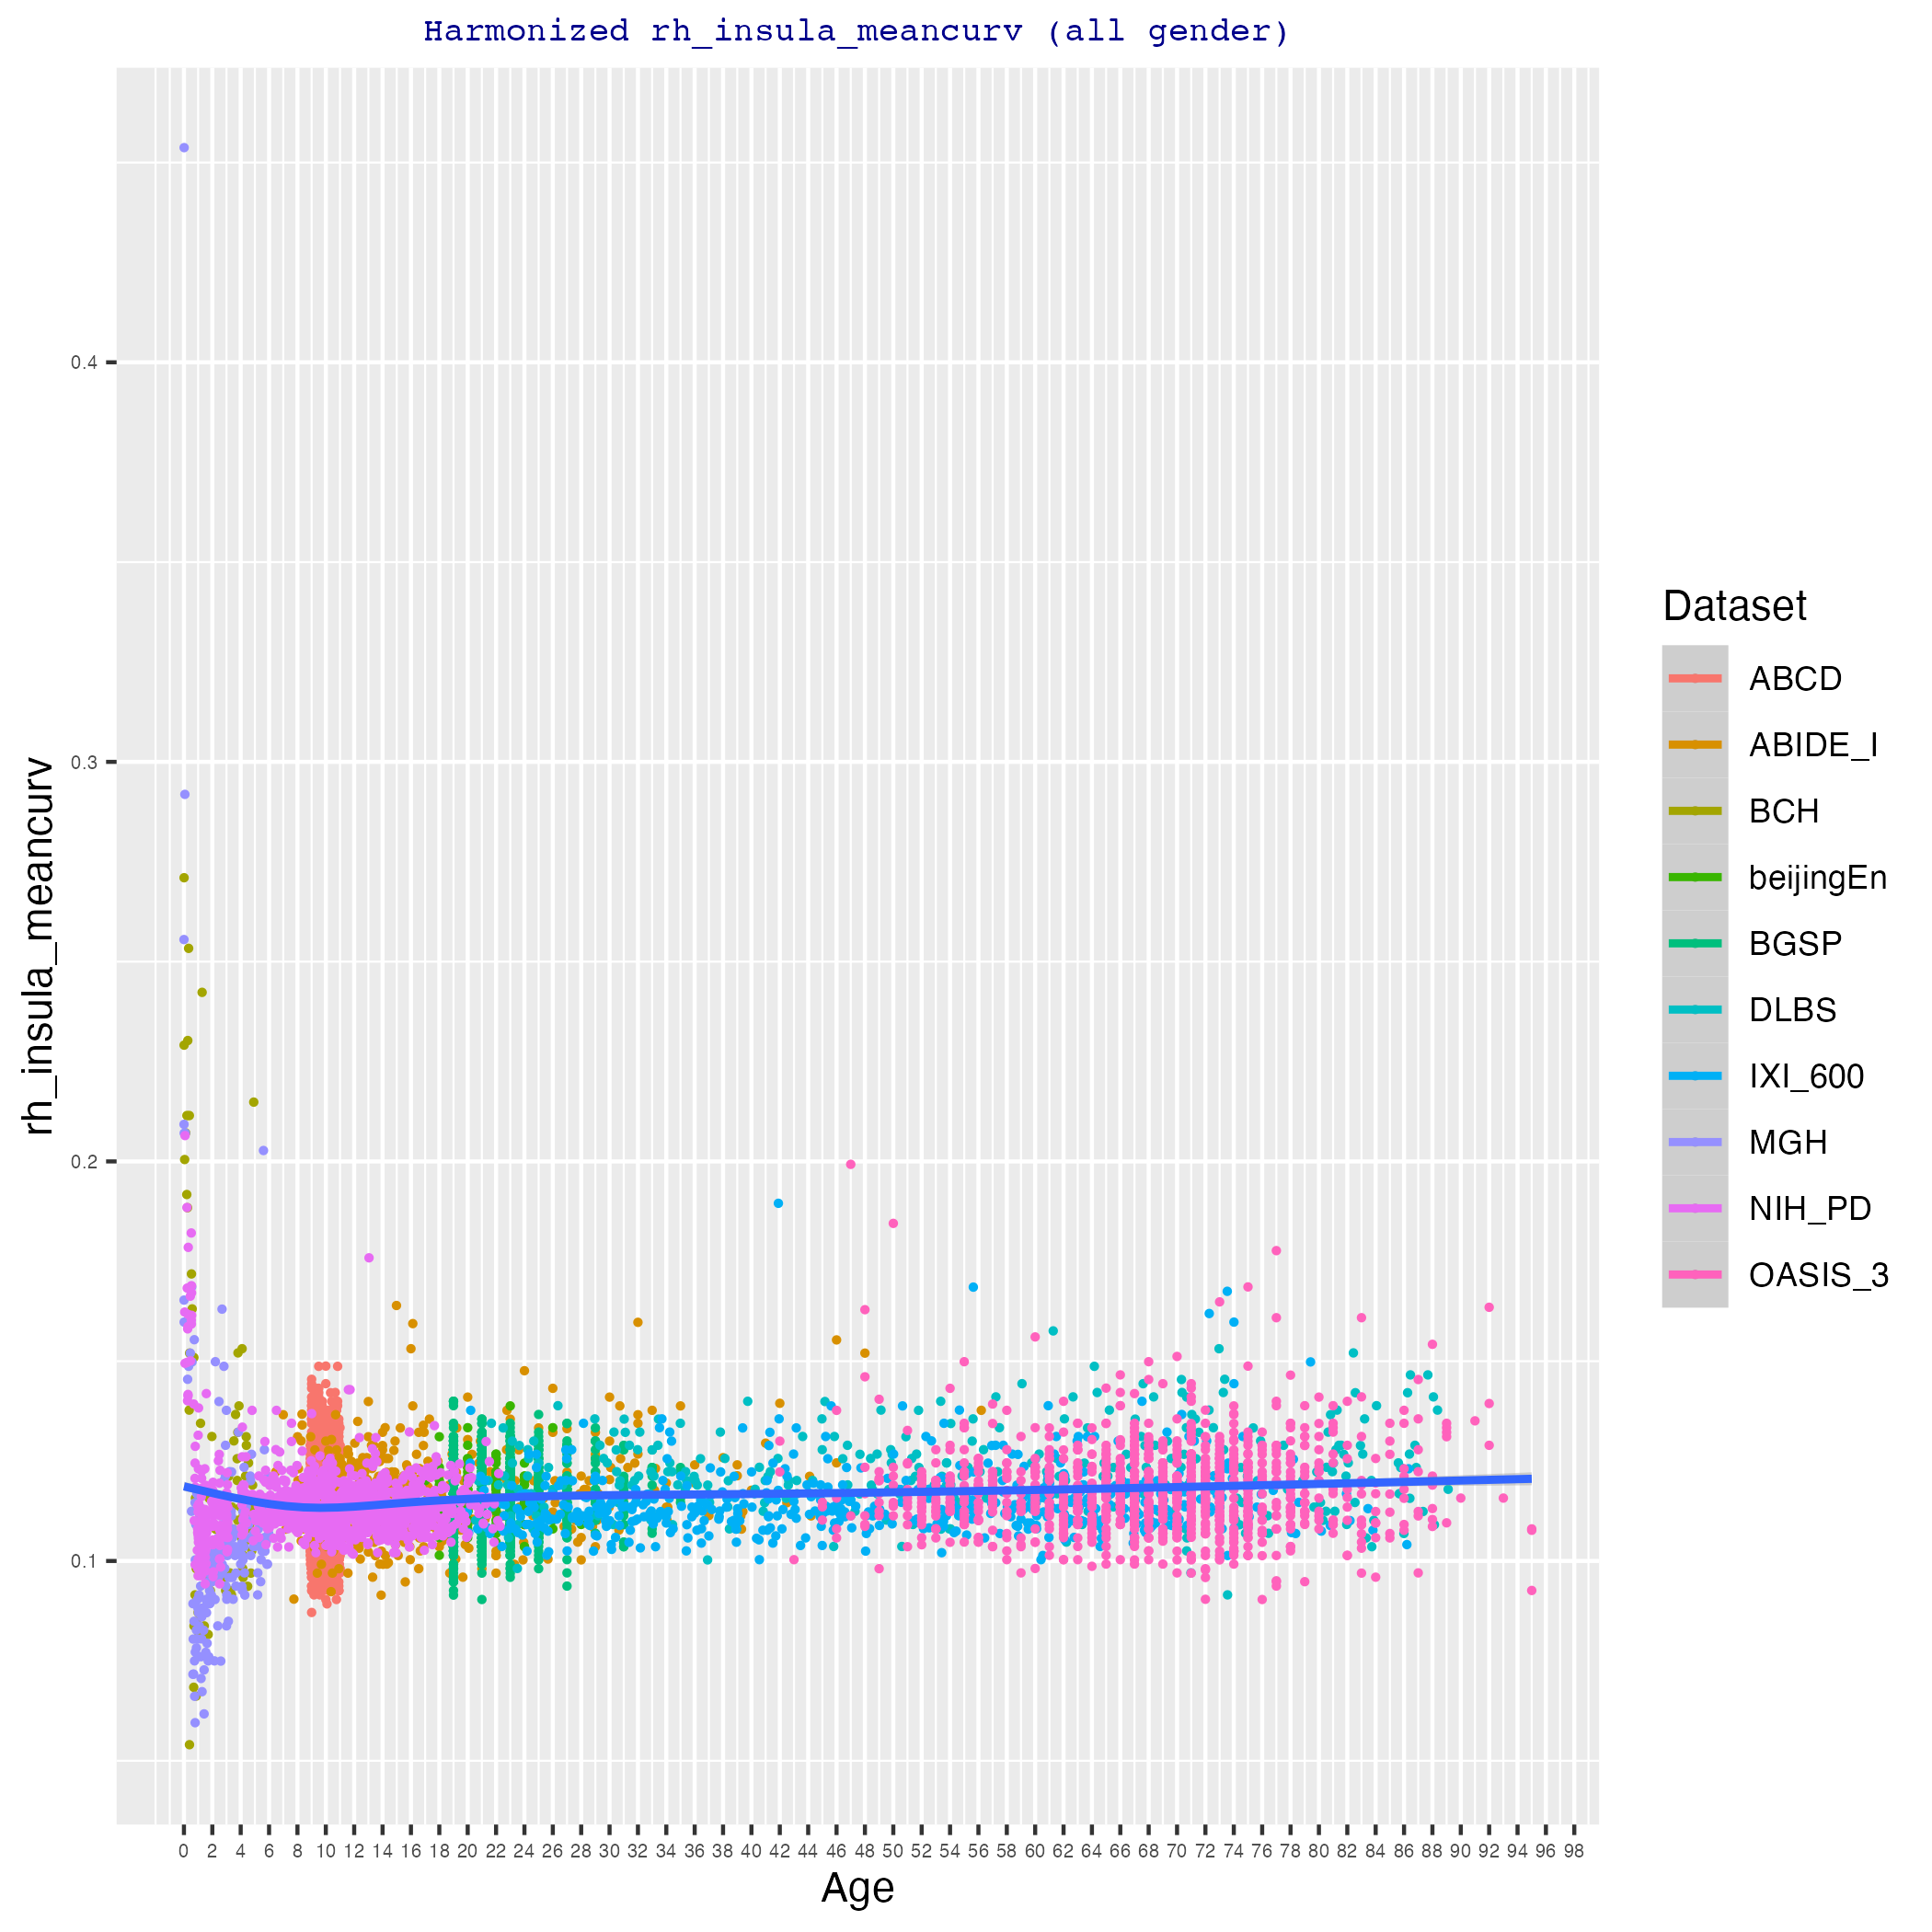 Harmonized rh_insula_meancurv (all gender)
rh_insula_meancurv
0.4
0.3
0.2
0.1
0 2 4 6 8 10 12 14 16 18 20 22 24 26 28 30 32 34 36 38 40 42 44 46 48 50 52 54 56 58 60 62 64 66 68 70 72 74 76 78 80 82 84 86 88 90 92 94 96 98
Age
Dataset
ABCD
ABIDE_I
BCH
beijingEn
BGSP
DLBS
IXI_600
MGH
NIH_PD
OASIS_3